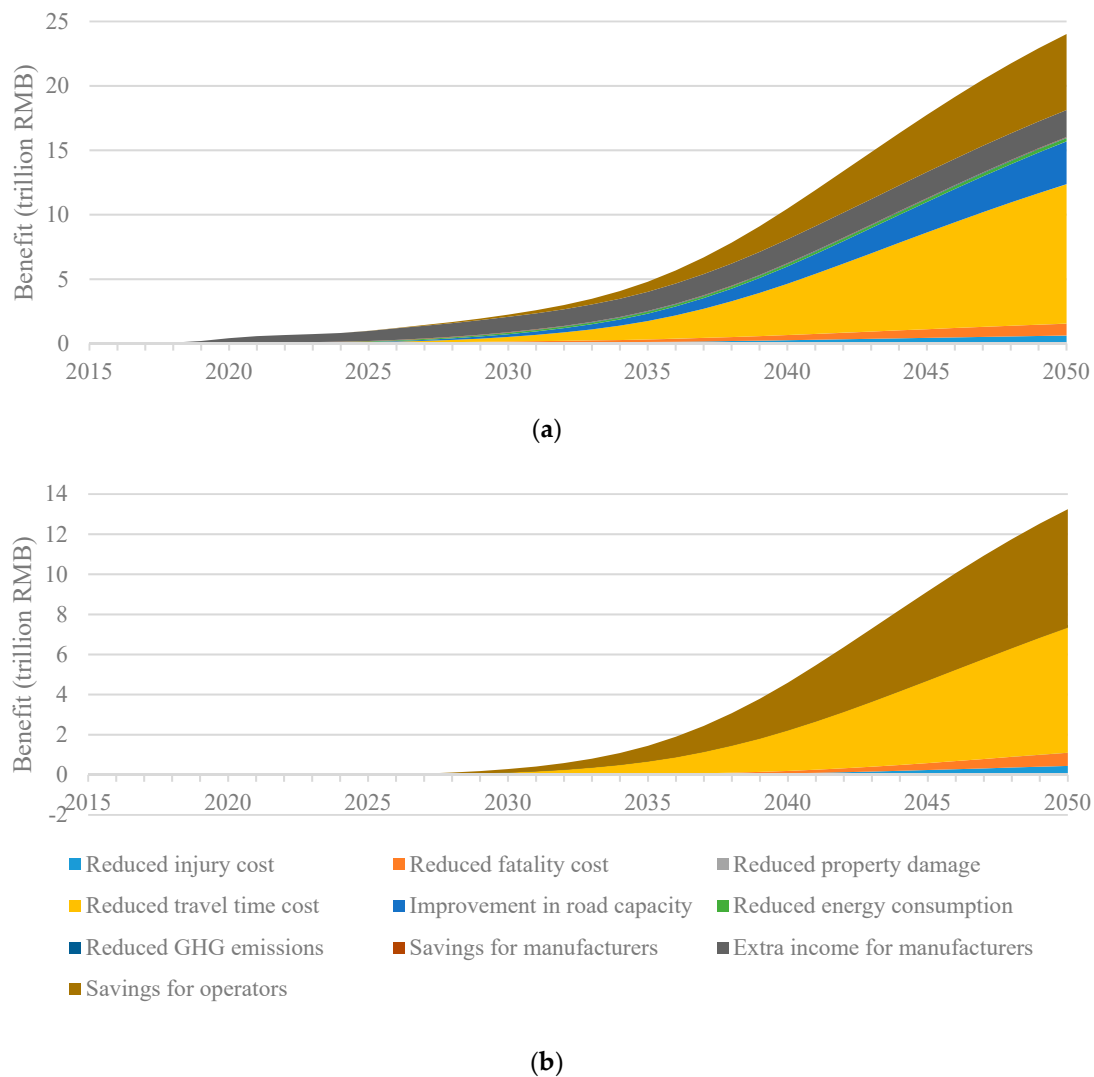 25
20
15
10
5
0
Benefit (trillion RMB)
2015 2020 2025 2030 2035 2040 2045 2050
(a)
14
12
10
8
6
4
2
0
-2
Benefit (trillion RMB)
2015 2020 2025 2030 2035 2040 2045 2050
Reduced injury cost Reduced fatality cost Reduced property damage
Reduced travel time cost Improvement in road capacity Reduced energy consumption
Reduced GHG emissions Savings for manufacturers Extra income for manufacturers
Savings for operators
(b)